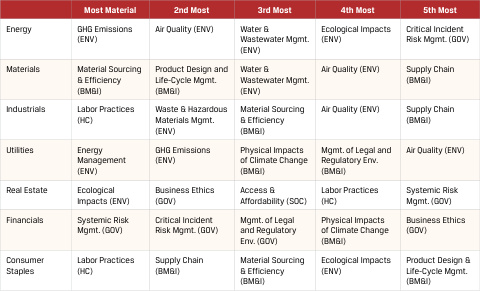 Most Material 2nd Most 3rd Most 4th Most 5th Most
Energy
GHG Emissions
(ENV)
Air Quality (ENV)
Water &
Wastewater Mgmt.
(ENV)
Ecological Impacts
(ENV)
Critical Incident
Risk Mgmt. (GOV)
Materials
Material Sourcing
& Efficiency
(BM&I)
Product Design and
Life-Cycle Mgmt.
(BM&I)
Water &
Wastewater Mgmt.
(ENV)
Air Quality (ENV)
Supply Chain
(BM&I)
Industrials
Labor Practices
(HC)
Waste & Hazardous
Materials Mgmt.
(ENV)
Material Sourcing
& Efficiency
(BM&I)
Air Quality (ENV)
Supply Chain
(BM&I)
Utilities
Energy
Management
(ENV)
GHG Emissions
(ENV)
Physical Impacts
of Climate Change
(BM&I)
Mgmt. of Legal and
Regulatory Env.
(BM&I)
Air Quality (ENV)
Real Estate
Ecological
Impacts (ENV)
Business Ethics
(GOV)
Access &
Affordability (SOC)
Labor Practices
(HC)
Systemic Risk
Mgmt. (GOV)
Financials
Systemic Risk
Mgmt. (GOV)
Critical Incident
Risk Mgmt. (GOV)
Mgmt. of Legal
and Regulatory
Env. (GOV)
Physical Impacts
of Climate Change
(BM&I)
Business Ethics
(GOV)
Consumer
Staples
Labor Practices
(HC)
Supply Chain
(BM&I)
Material Sourcing
& Efficiency
(BM&I)
Ecological Impacts
(ENV)
Product Design &
Life-Cycle Mgmt.
(BM&I)